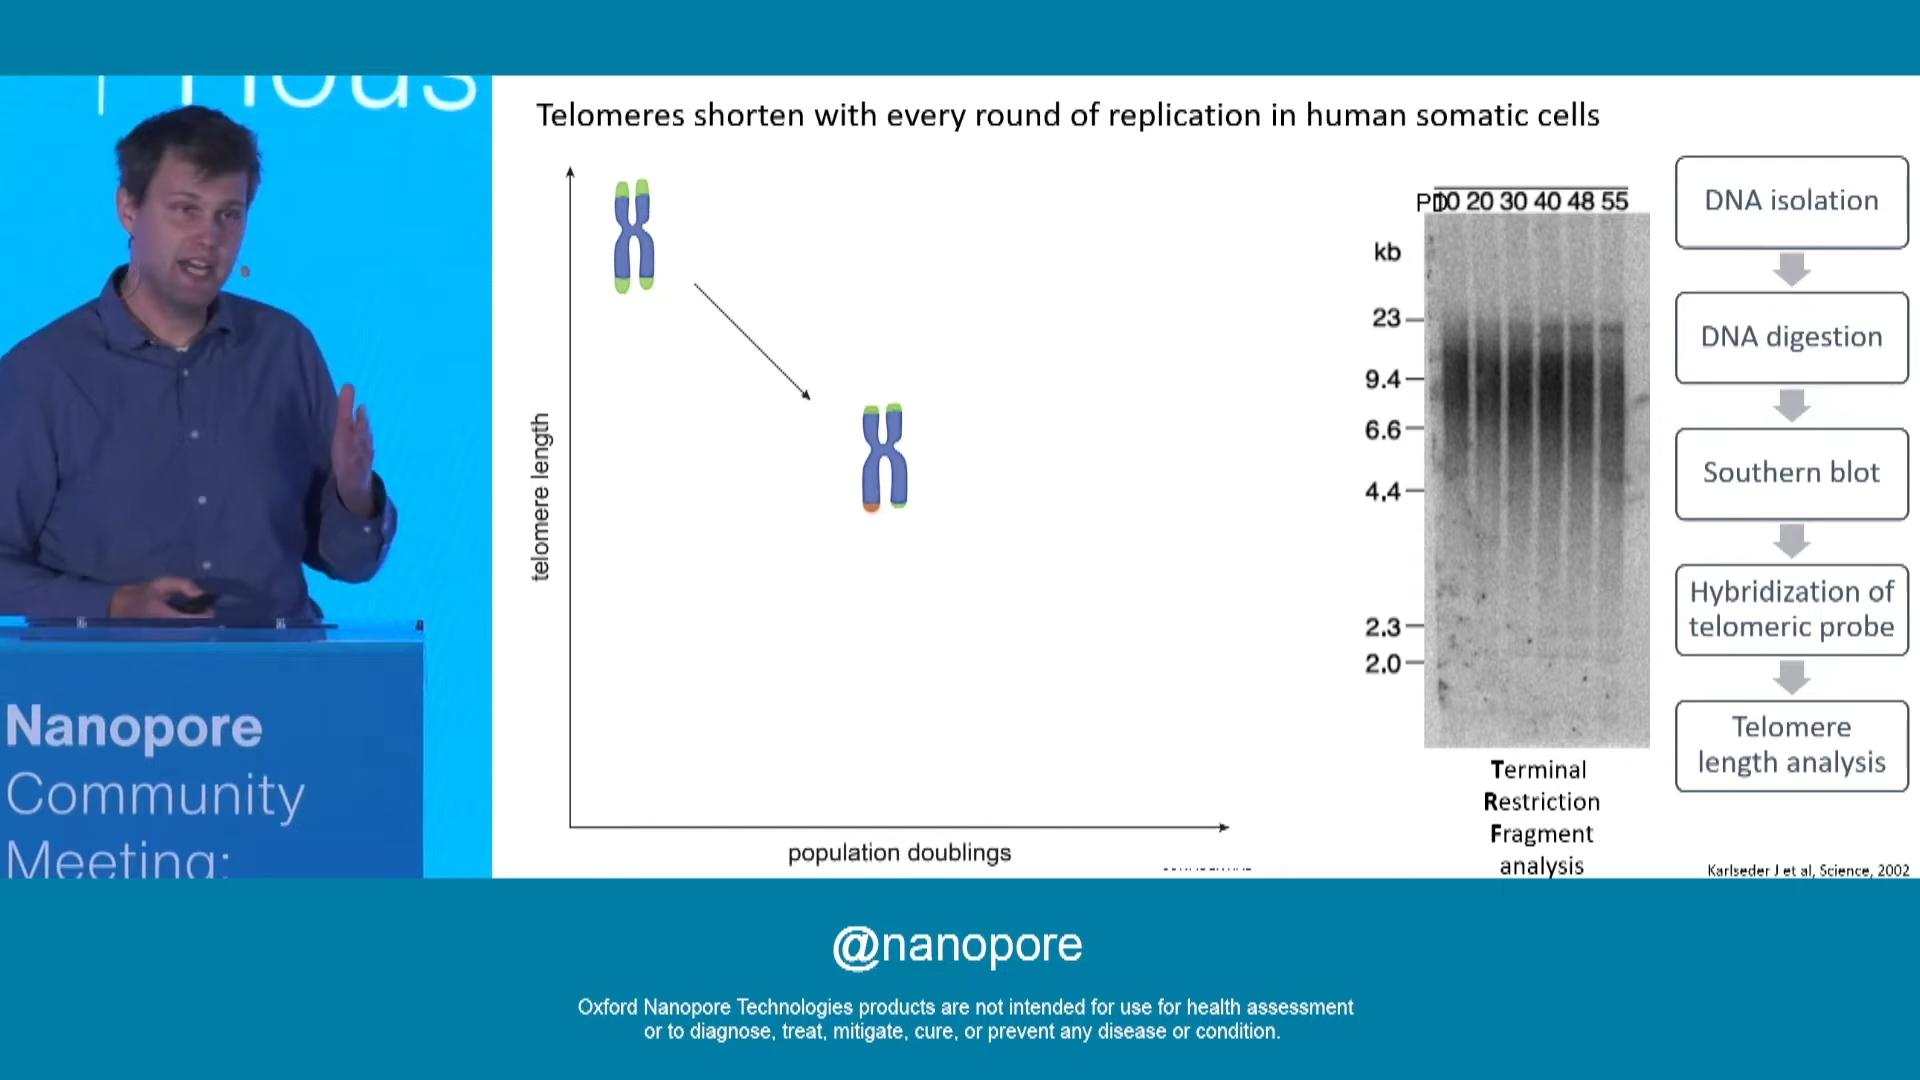 Telomeres shorten with every round of replication in human somatic cells
telomere length
population doublings
PD
10 20 30 40 48 55
kb
23
9.4
6.6
4.4
2.3
2.0
Terminal
Restriction
Fragment
analysis
DNA isolation
DNA digestion
Southern blot
Hybridization of
telomeric probe
Telomere
length analysis
Karlseder J et al, Science, 2002
Nanopore
Community
Meeting:
@nanopore
Oxford Nanopore Technologies products are not intended for use for health assessment
or to diagnose, treat, mitigate, cure, or prevent any disease or condition.